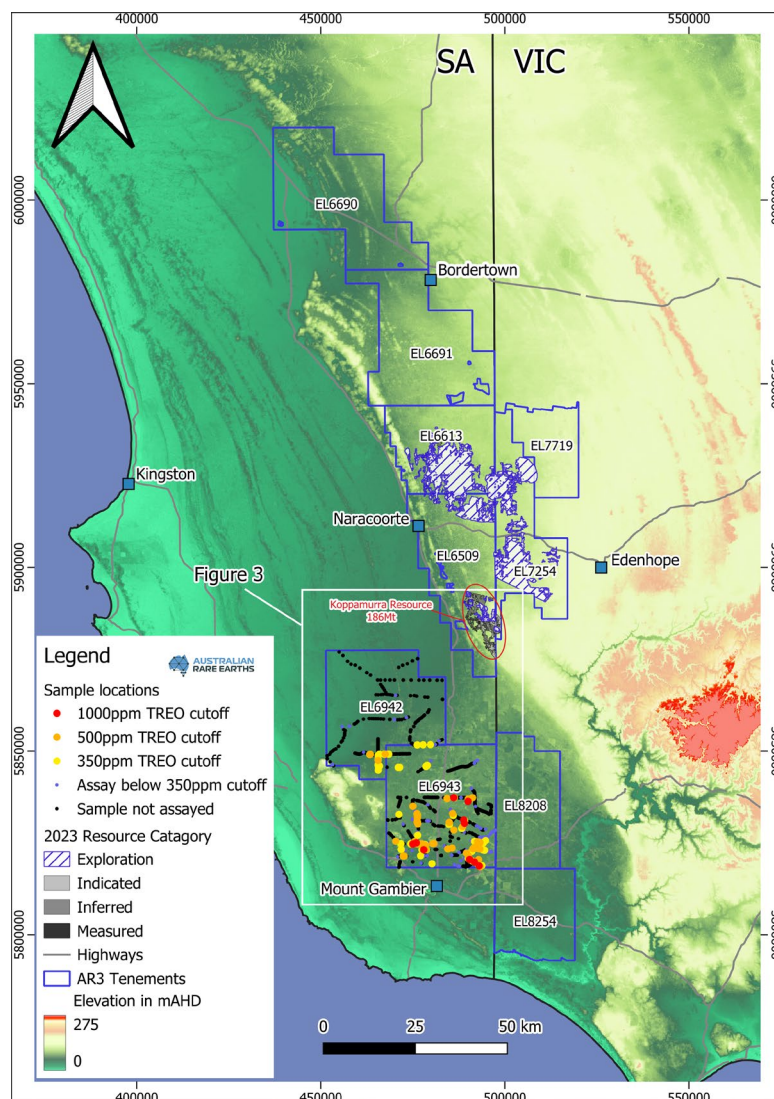 400000
450000
500000
550000
SA
VIC
6000000
EL6690
Bordertown
EL6691
5950000
EL6613
EL7719
Kingston
Naracoorte
EL6509
EL7254
Edenhope
5900000
Figure 3
Koppamurra Resource
186Mt
EL6942
5850000
EL6943
EL8208
Mount Gambier
EL8254
5800000
Legend
AUSTRALIAN
RARE EARTHS
Sample locations
1000ppm TREO cutoff
500ppm TREO cutoff
350ppm TREO cutoff
Assay below 350ppm cutoff
Sample not assayed
2023 Resource Catagory
Exploration
Indicated
Inferred
Measured
Highways
AR3 Tenements
Elevation in mAHD
275
0
0
25
50 km
400000
450000
500000
550000